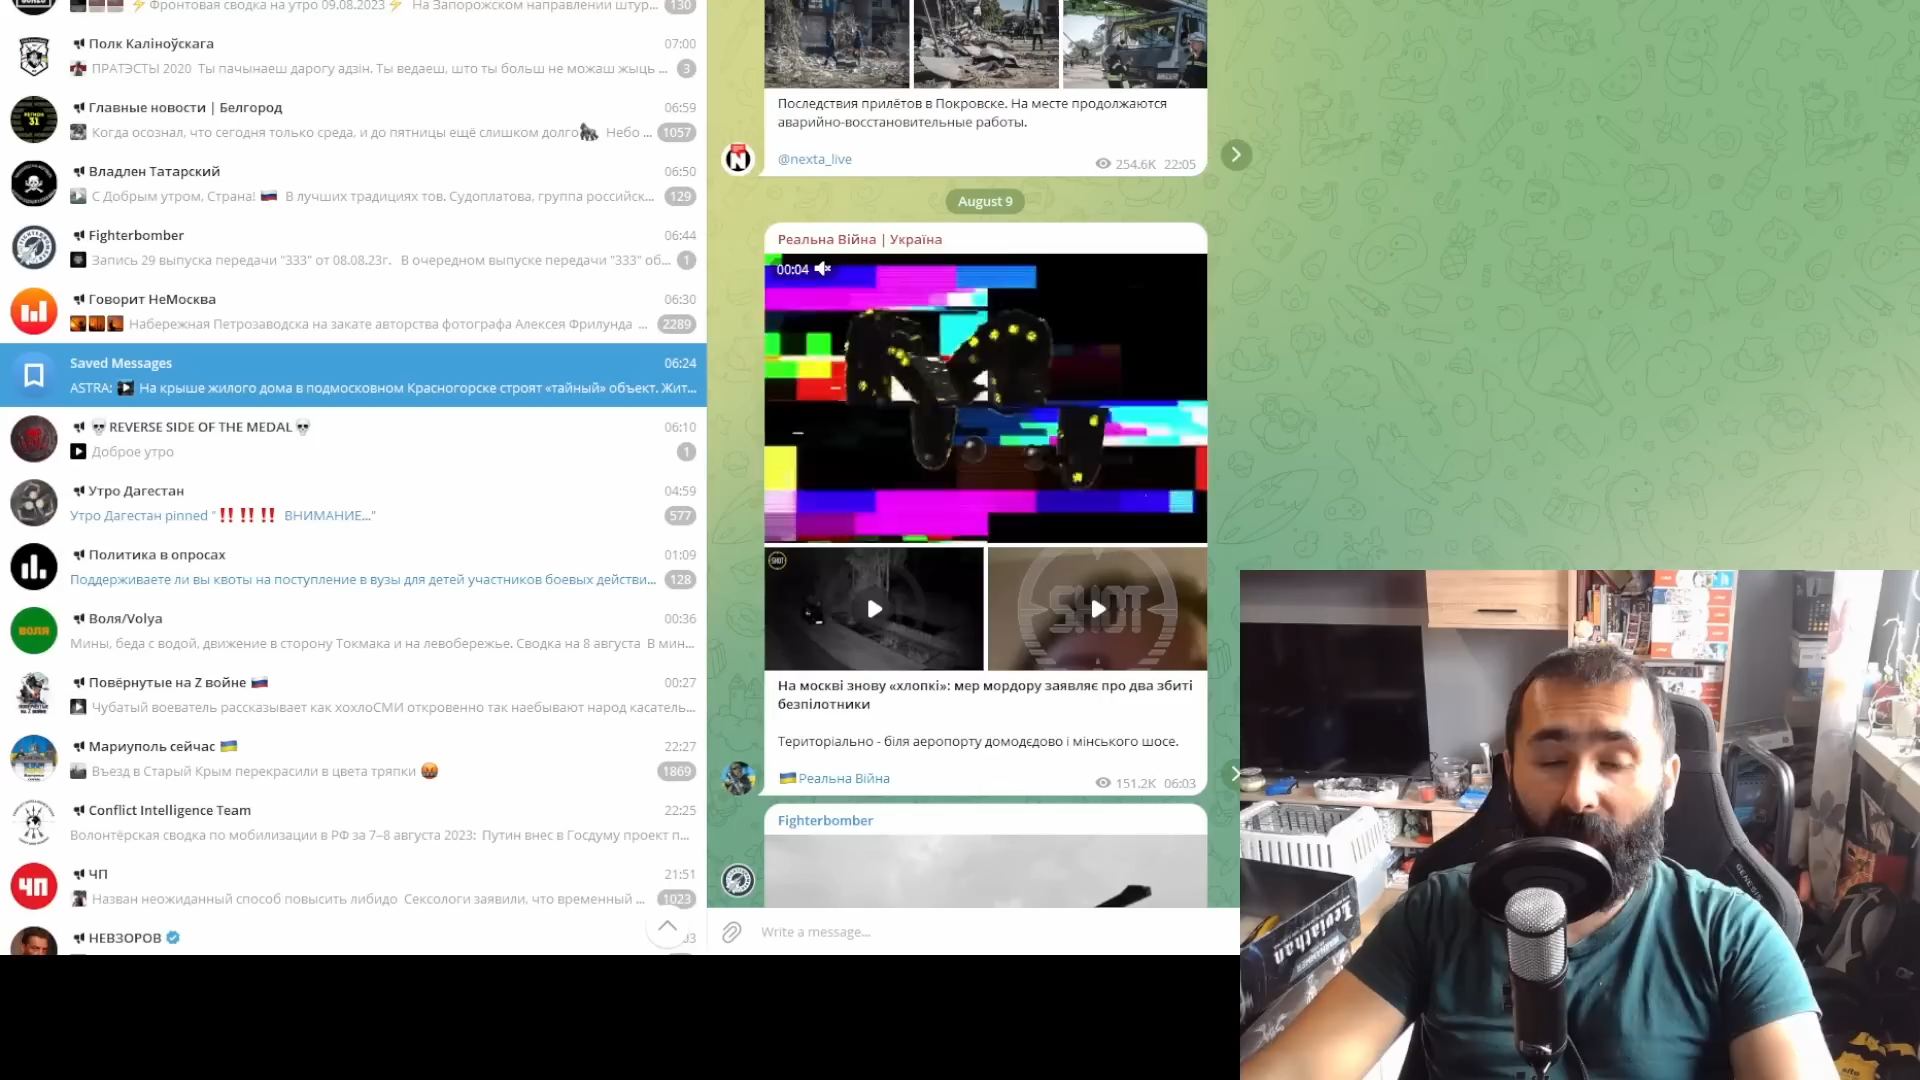 ⚡ Фронтовая сводка на утро 09.08.2023 ⚡ На Запорожском направлении штур...
130
Полк Каліноўскага
07:00
ПРАТЭСТЫ 2020 Ты пачынаеш дарогу адзін. Ты ведаеш, што ты больш не можаш жыць ...
3
РЕГИОН
31
Главные новости | Белгород
06:59
Когда осознал, что сегодня только среда, и до пятницы ещё слишком долго🦍 Небо ...
1057
Владлен Татарский
06:50
С Добрым утром, Страна! 🇷🇺 В лучших традициях тов. Судоплатова, группа российск...
129
Fighterbomber
06:44
Запись 29 выпуска передачи "333" от 08.08.23г. В очередном выпуске передачи "333" об...
1
Говорит НеМосква
06:30
Набережная Петрозаводска на закате авторства фотографа Алексея Фрилунда ...
2289
Saved Messages
06:24
ASTRA: На крыше жилого дома в подмосковном Красногорске строят «тайный» объект. Жит...
💀REVERSE SIDE OF THE MEDAL💀
06:10
Доброе утро
1
Утро Дагестан
04:59
Утро Дагестан pinned "‼️‼️‼️ ВНИМАНИЕ..."
577
Политика в опросах
01:09
Поддерживаете ли вы квоты на поступление в вузы для детей участников боевых действи...
128
ВОЛЯ
Воля/Volya
00:36
Мины, беда с водой, движение в сторону Токмака и на левобережье. Сводка на 8 августа В мин...
Повёрнутые на Z войне 🇷🇺
00:27
Чубатый воеватель рассказывает как хохлоСМИ откровенно так наебывают народ касатель...
Мариуполь сейчас 🇺🇦
22:27
Въезд в Старый Крым перекрасили в цвета тряпки 🤬
1869
Conflict Intelligence Team
22:25
Волонтёрская сводка по мобилизации в РФ за 7–8 августа 2023: Путин внес в Госдуму проект п...
ЧП
ЧП
21:51
Назван неожиданный способ повысить либидо Сексологи заявили, что временный ...
1023
НЕВЗОРОВ
Последствия прилётов в Покровске. На месте продолжаются
аварийно-восстановительные работы.
@nexta_live
254.6K 22:05
N
August 9
Реальна Війна | Україна
00:04
SHOT
SHOT
На москві знову «хлопкі»: мер мордору заявляє про два збиті
безпілотники
Територіально - біля аеропорту домодєдово і мінського шосе.
🇺🇦Реальна Війна
151.2K 06:03
Fighterbomber
Write a message...
GENESIS
Leviathan